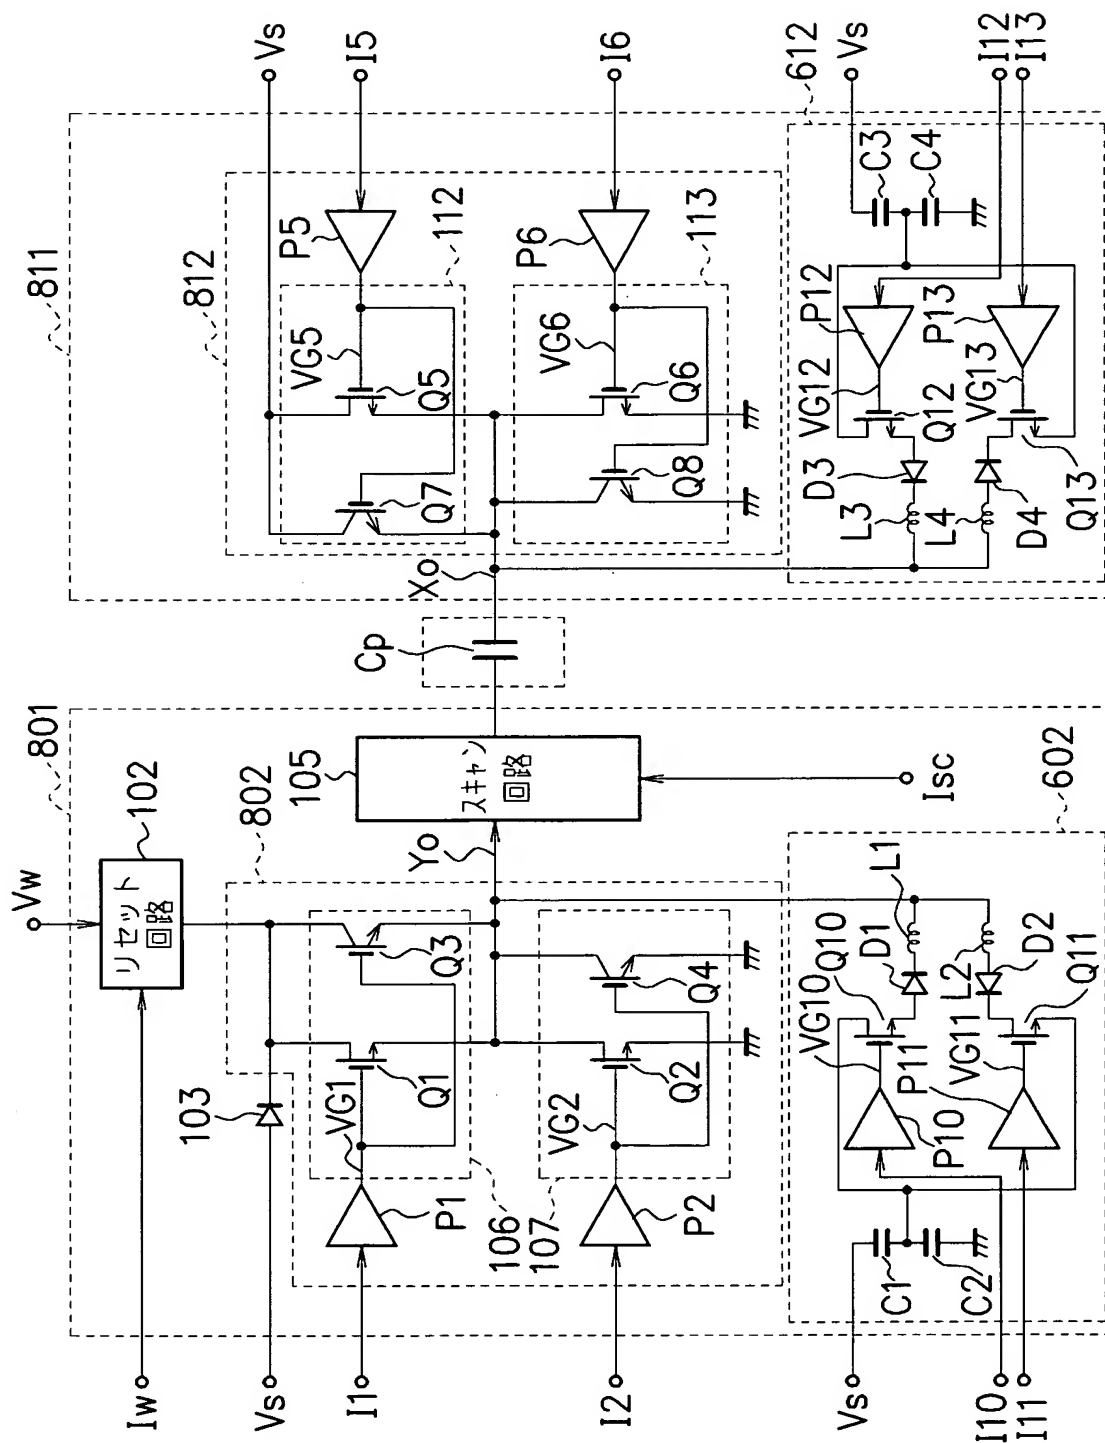 801
Vw
102
リセット
回路
Iw
103
802
Vs
I1
P1
VG1
Q1
Q3
106
107
I2
P2
VG2
Q2
Q4
Yo
105
スキャン
回路
Isc
602
Vs
C1
C2
I10
I11
P10
P11
VG10
VG11
Q10
Q11
D1
L1
L2
D2
Cp
Xo
811
812
Vs
I5
P5
112
VG5
Q5
Q7
I6
P6
113
VG6
Q6
Q8
612
Vs
C3
C4
I12
I13
P12
P13
VG12
VG13
Q12
Q13
D3
L3
L4
D4